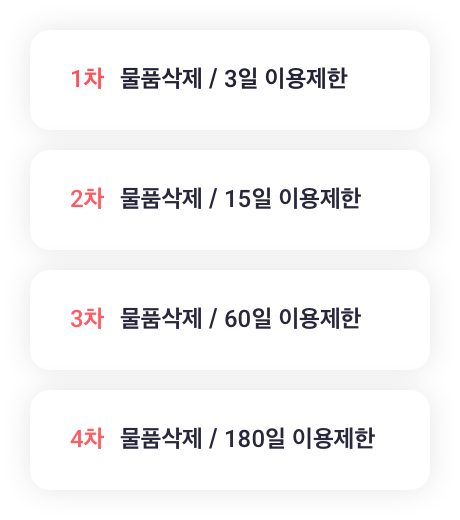 1차 물품삭제 / 3일 이용제한
2차 물품삭제 / 15일 이용제한
3차 물품삭제 / 60일 이용제한
4차 물품삭제 / 180일 이용제한